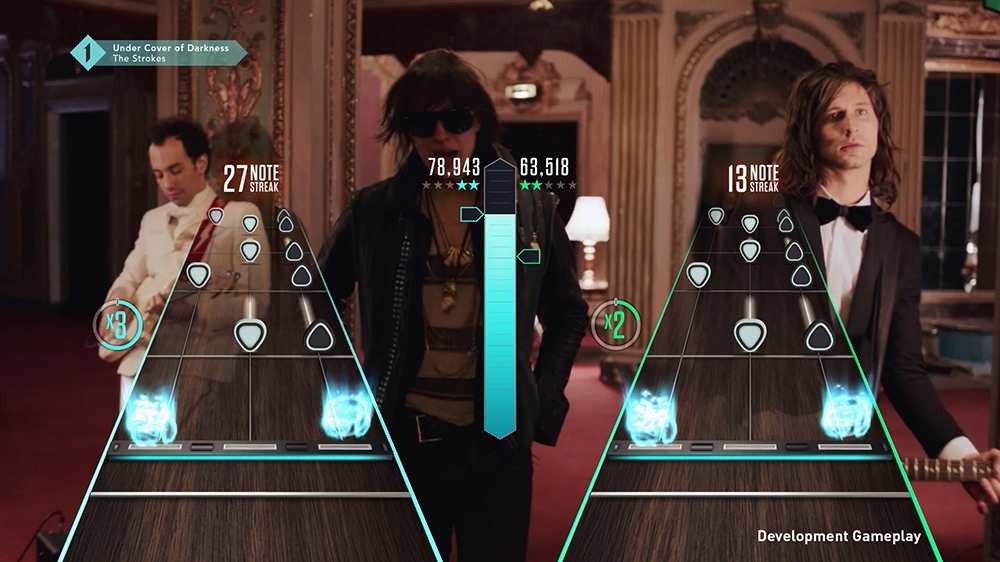 1
Under Cover of Darkness
The Strokes
78,943
63,518
27 NOTE STREAK
13 NOTE STREAK
x3
x2
Development Gameplay